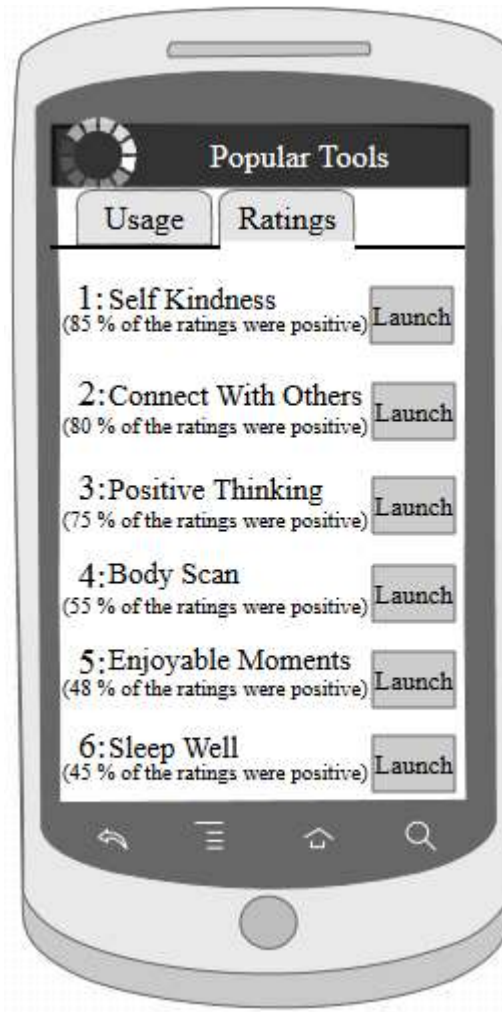 Popular Tools
Usage
Ratings
1: Self Kindness
(85 % of the ratings were positive)
Launch
2: Connect With Others
(80 % of the ratings were positive)
Launch
3: Positive Thinking
(75 % of the ratings were positive)
Launch
4: Body Scan
(55 % of the ratings were positive)
Launch
5: Enjoyable Moments
(48 % of the ratings were positive)
Launch
6: Sleep Well
(45 % of the ratings were positive)
Launch